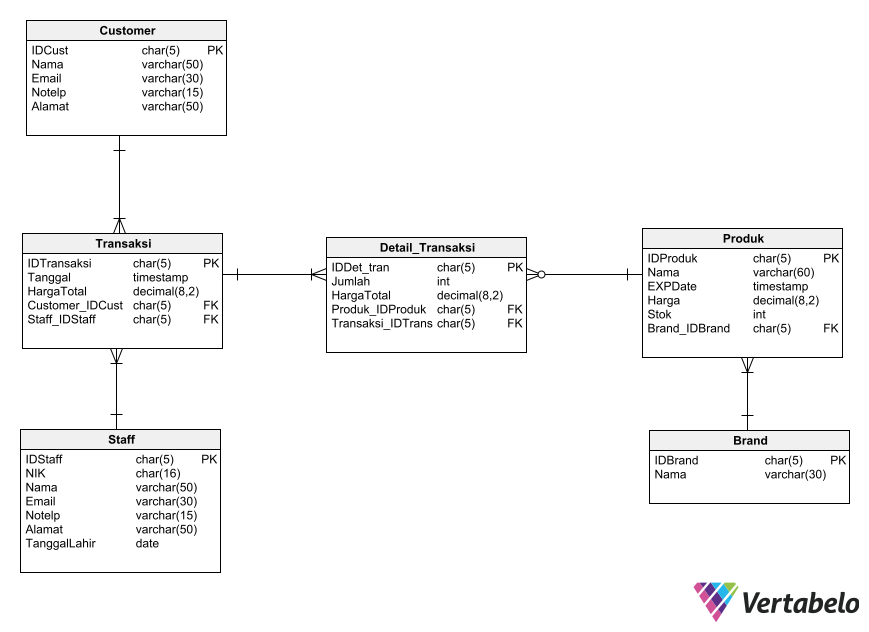 Customer
IDCust char(5) PK
Nama varchar(50)
Email varchar(30)
Notelp varchar(15)
Alamat varchar(50)
Transaksi
IDTransaksi char(5) PK
Tanggal timestamp
HargaTotal decimal(8,2)
Customer_IDCust char(5) FK
Staff_IDStaff char(5) FK
Detail_Transaksi
IDDet_tran char(5) PK
Jumlah int
HargaTotal decimal(8,2)
Produk_IDProduk char(5) FK
Transaksi_IDTrans char(5) FK
Produk
IDProduk char(5) PK
Nama varchar(60)
EXPDate timestamp
Harga decimal(8,2)
Stok int
Brand_IDBrand char(5) FK
Staff
IDStaff char(5) PK
NIK char(16)
Nama varchar(50)
Email varchar(30)
Notelp varchar(15)
Alamat varchar(50)
TanggalLahir date
Brand
IDBrand char(5) PK
Nama varchar(30)
Vertabelo